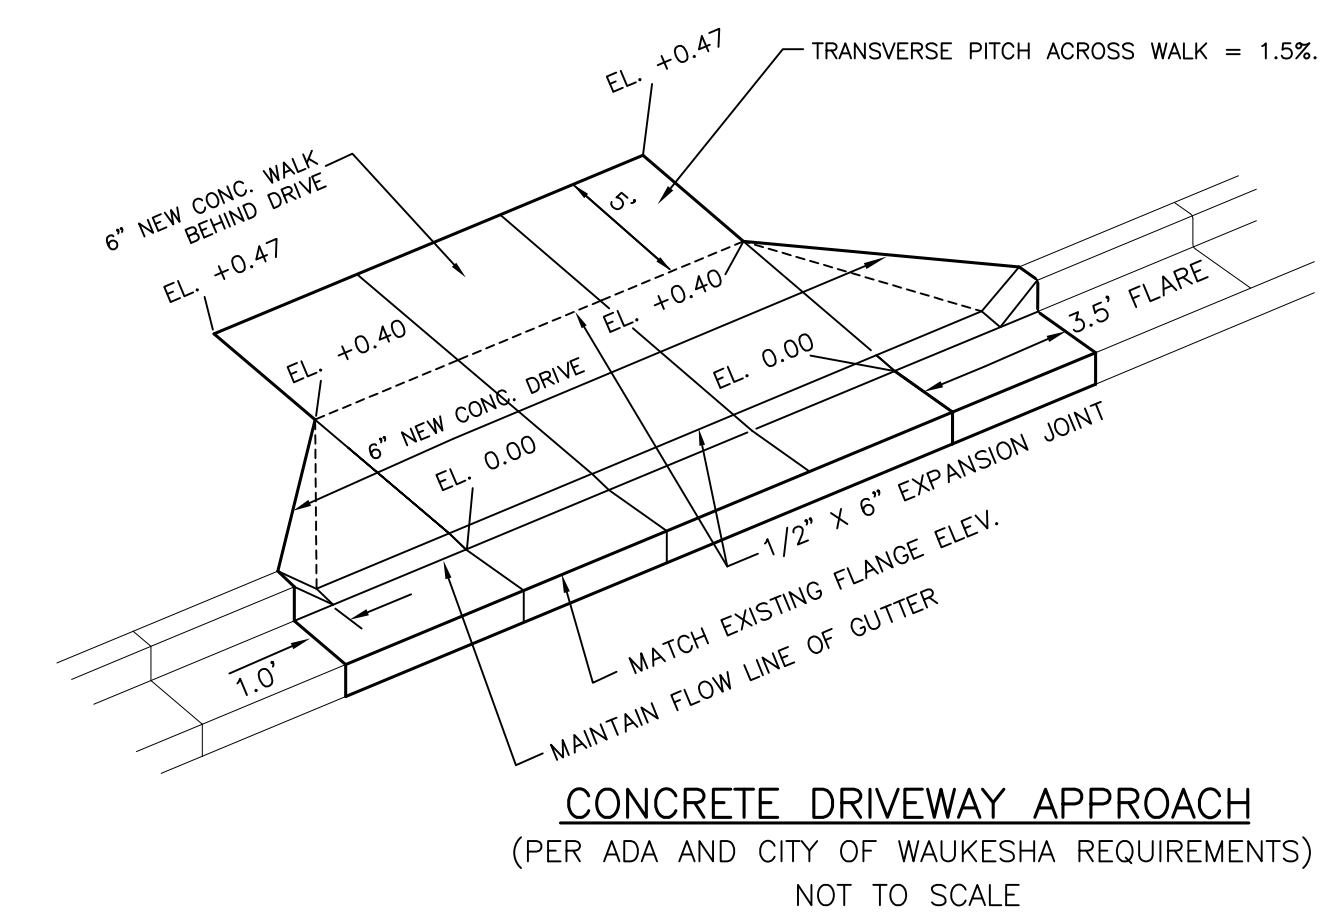 EL. +0.47
TRANSVERSE PITCH ACROSS WALK = 1.5%.
6" NEW CONC. WALK
BEHIND DRIVE
EL. +0.47
5'
EL. +0.40
EL. +0.40
3.5' FLARE
EL. 0.00
6" NEW CONC. DRIVE
EL. 0.00
1/2" X 6" EXPANSION JOINT
MATCH EXISTING FLANGE ELEV.
MAINTAIN FLOW LINE OF GUTTER
1.0'
CONCRETE DRIVEWAY APPROACH
(PER ADA AND CITY OF WAUKESHA REQUIREMENTS)
NOT TO SCALE